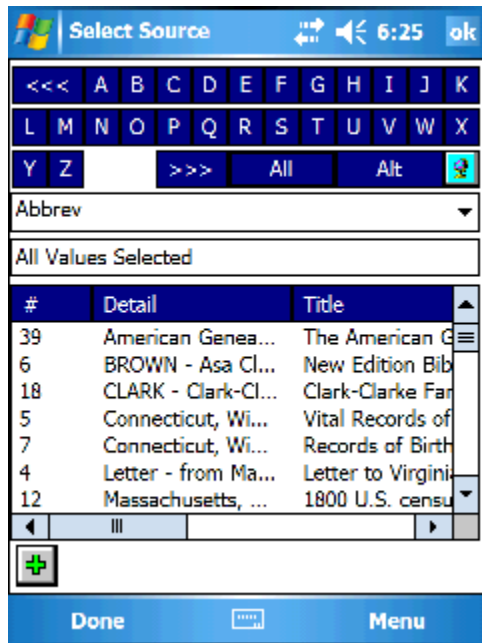 Select Source 6:25 ok
<<< A B C D E F G H I J K
L M N O P Q R S T U V W X
Y Z >>> All Alt
Abbrev
All Values Selected
# Detail Title
39 American Genea... The American G
6 BROWN - Asa Cl... New Edition Bib
18 CLARK - Clark-Cl... Clark-Clarke Far
5 Connecticut, Wi... Vital Records of
7 Connecticut, Wi... Records of Birth
4 Letter - from Ma... Letter to Virgini
12 Massachusetts, ... 1800 U.S. censu
Done Menu